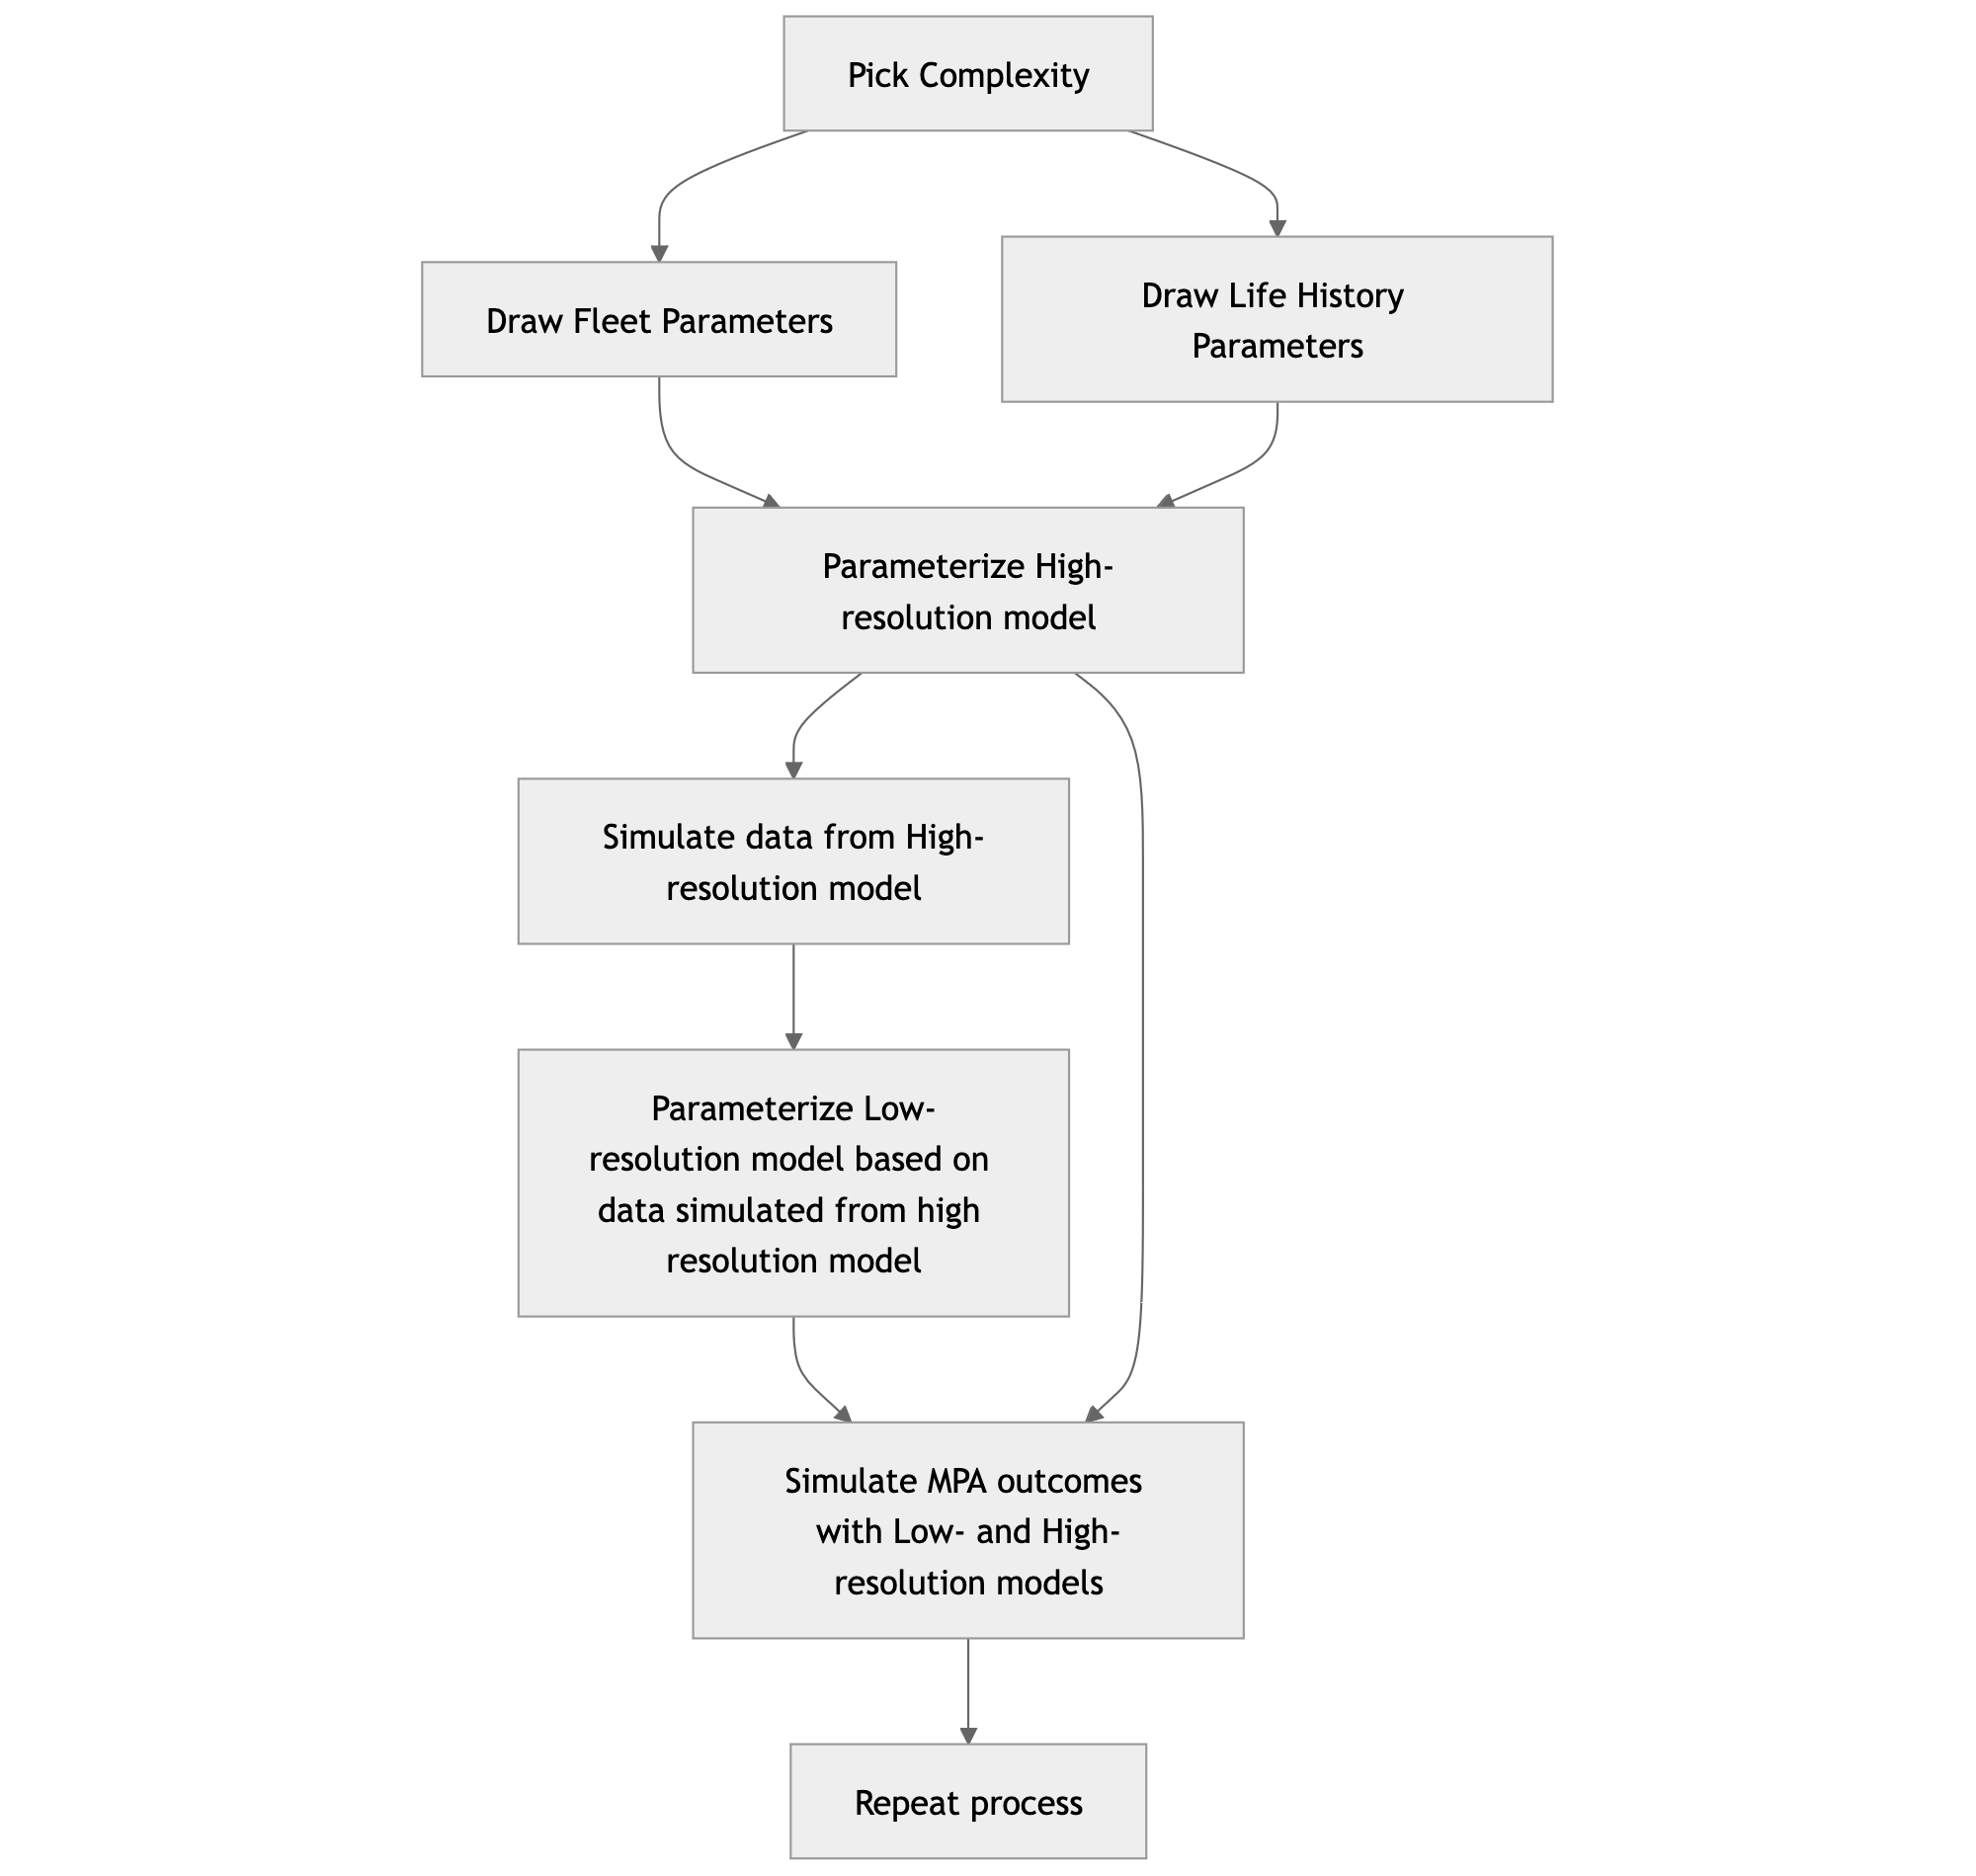 Pick Complexity
Draw Fleet Parameters
Draw Life History
Parameters
Parameterize High-
resolution model
Simulate data from High-
resolution model
Parameterize Low-
resolution model based on
data simulated from high
resolution model
Simulate MPA outcomes
with Low- and High-
resolution models
Repeat process